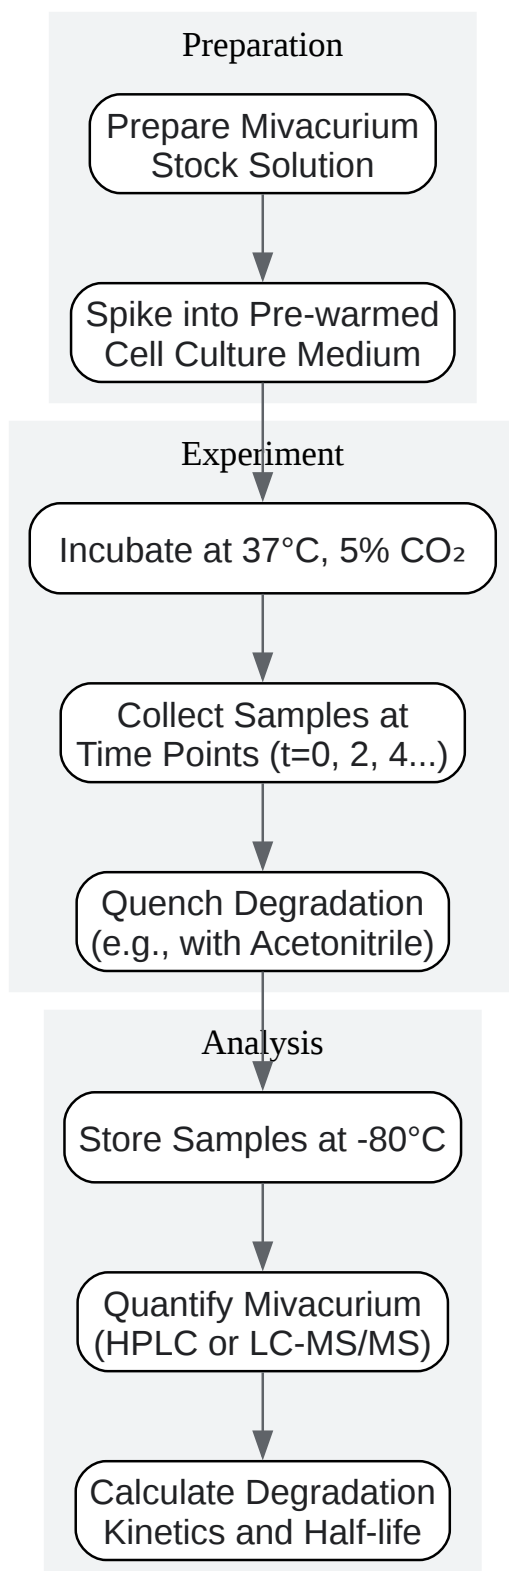 Preparation
Prepare Mivacurium
Stock Solution
Spike into Pre-warmed
Cell Culture Medium
Experiment
Incubate at 37°C, 5% CO₂
Collect Samples at
Time Points (t=0, 2, 4...)
Quench Degradation
(e.g., with Acetonitrile)
Analysis
Store Samples at -80°C
Quantify Mivacurium
(HPLC or LC-MS/MS)
Calculate Degradation
Kinetics and Half-life